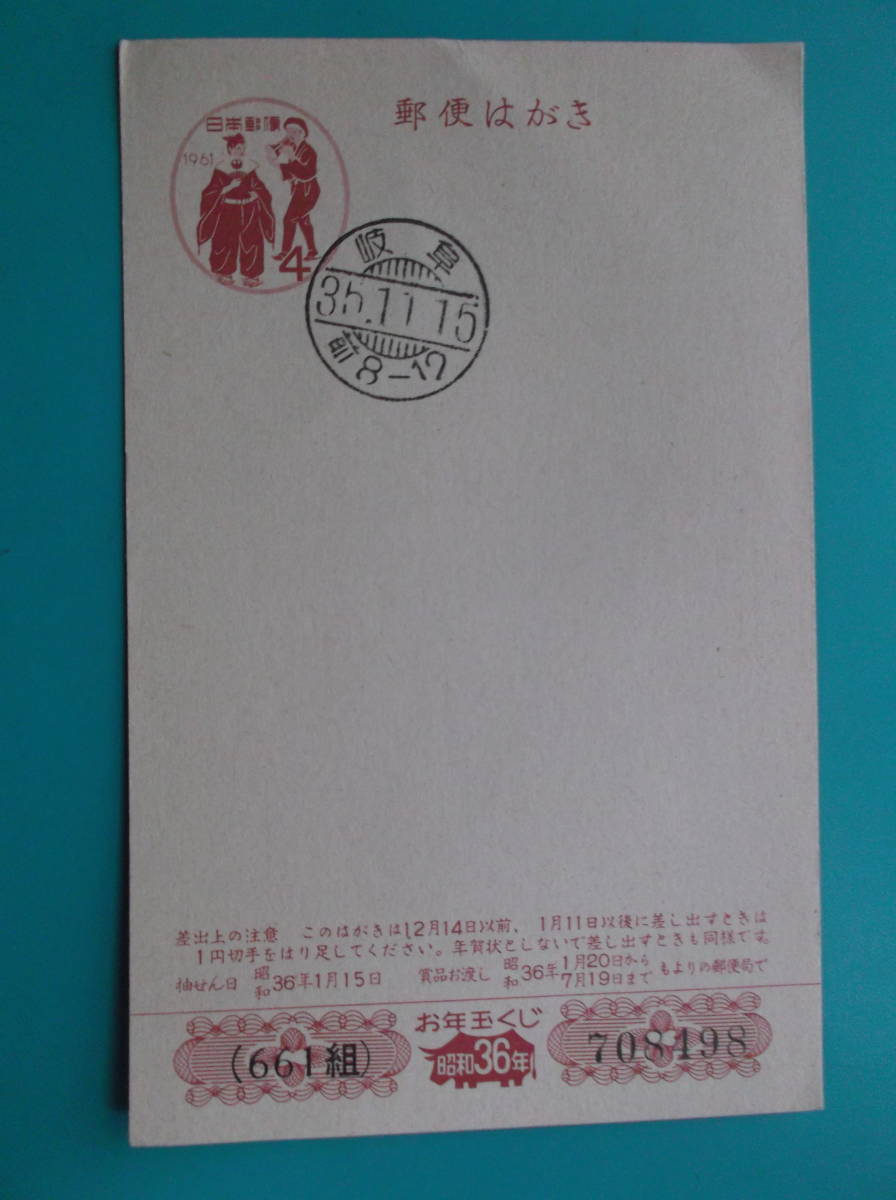 郵便はがき
日本郵便
1961
4
岐阜
35.11.15
前8-12
差出上の注意 このはがきは12月14日以前、1月11日以後に差し出すときは
1円切手をはり足してください。年賀状としないで差し出すときも同様です。
抽せん日 昭和36年1月15日 賞品お渡し 昭和36年1月20日から7月19日まで もよりの郵便局で
お年玉くじ
(661組) 昭和36年 708498